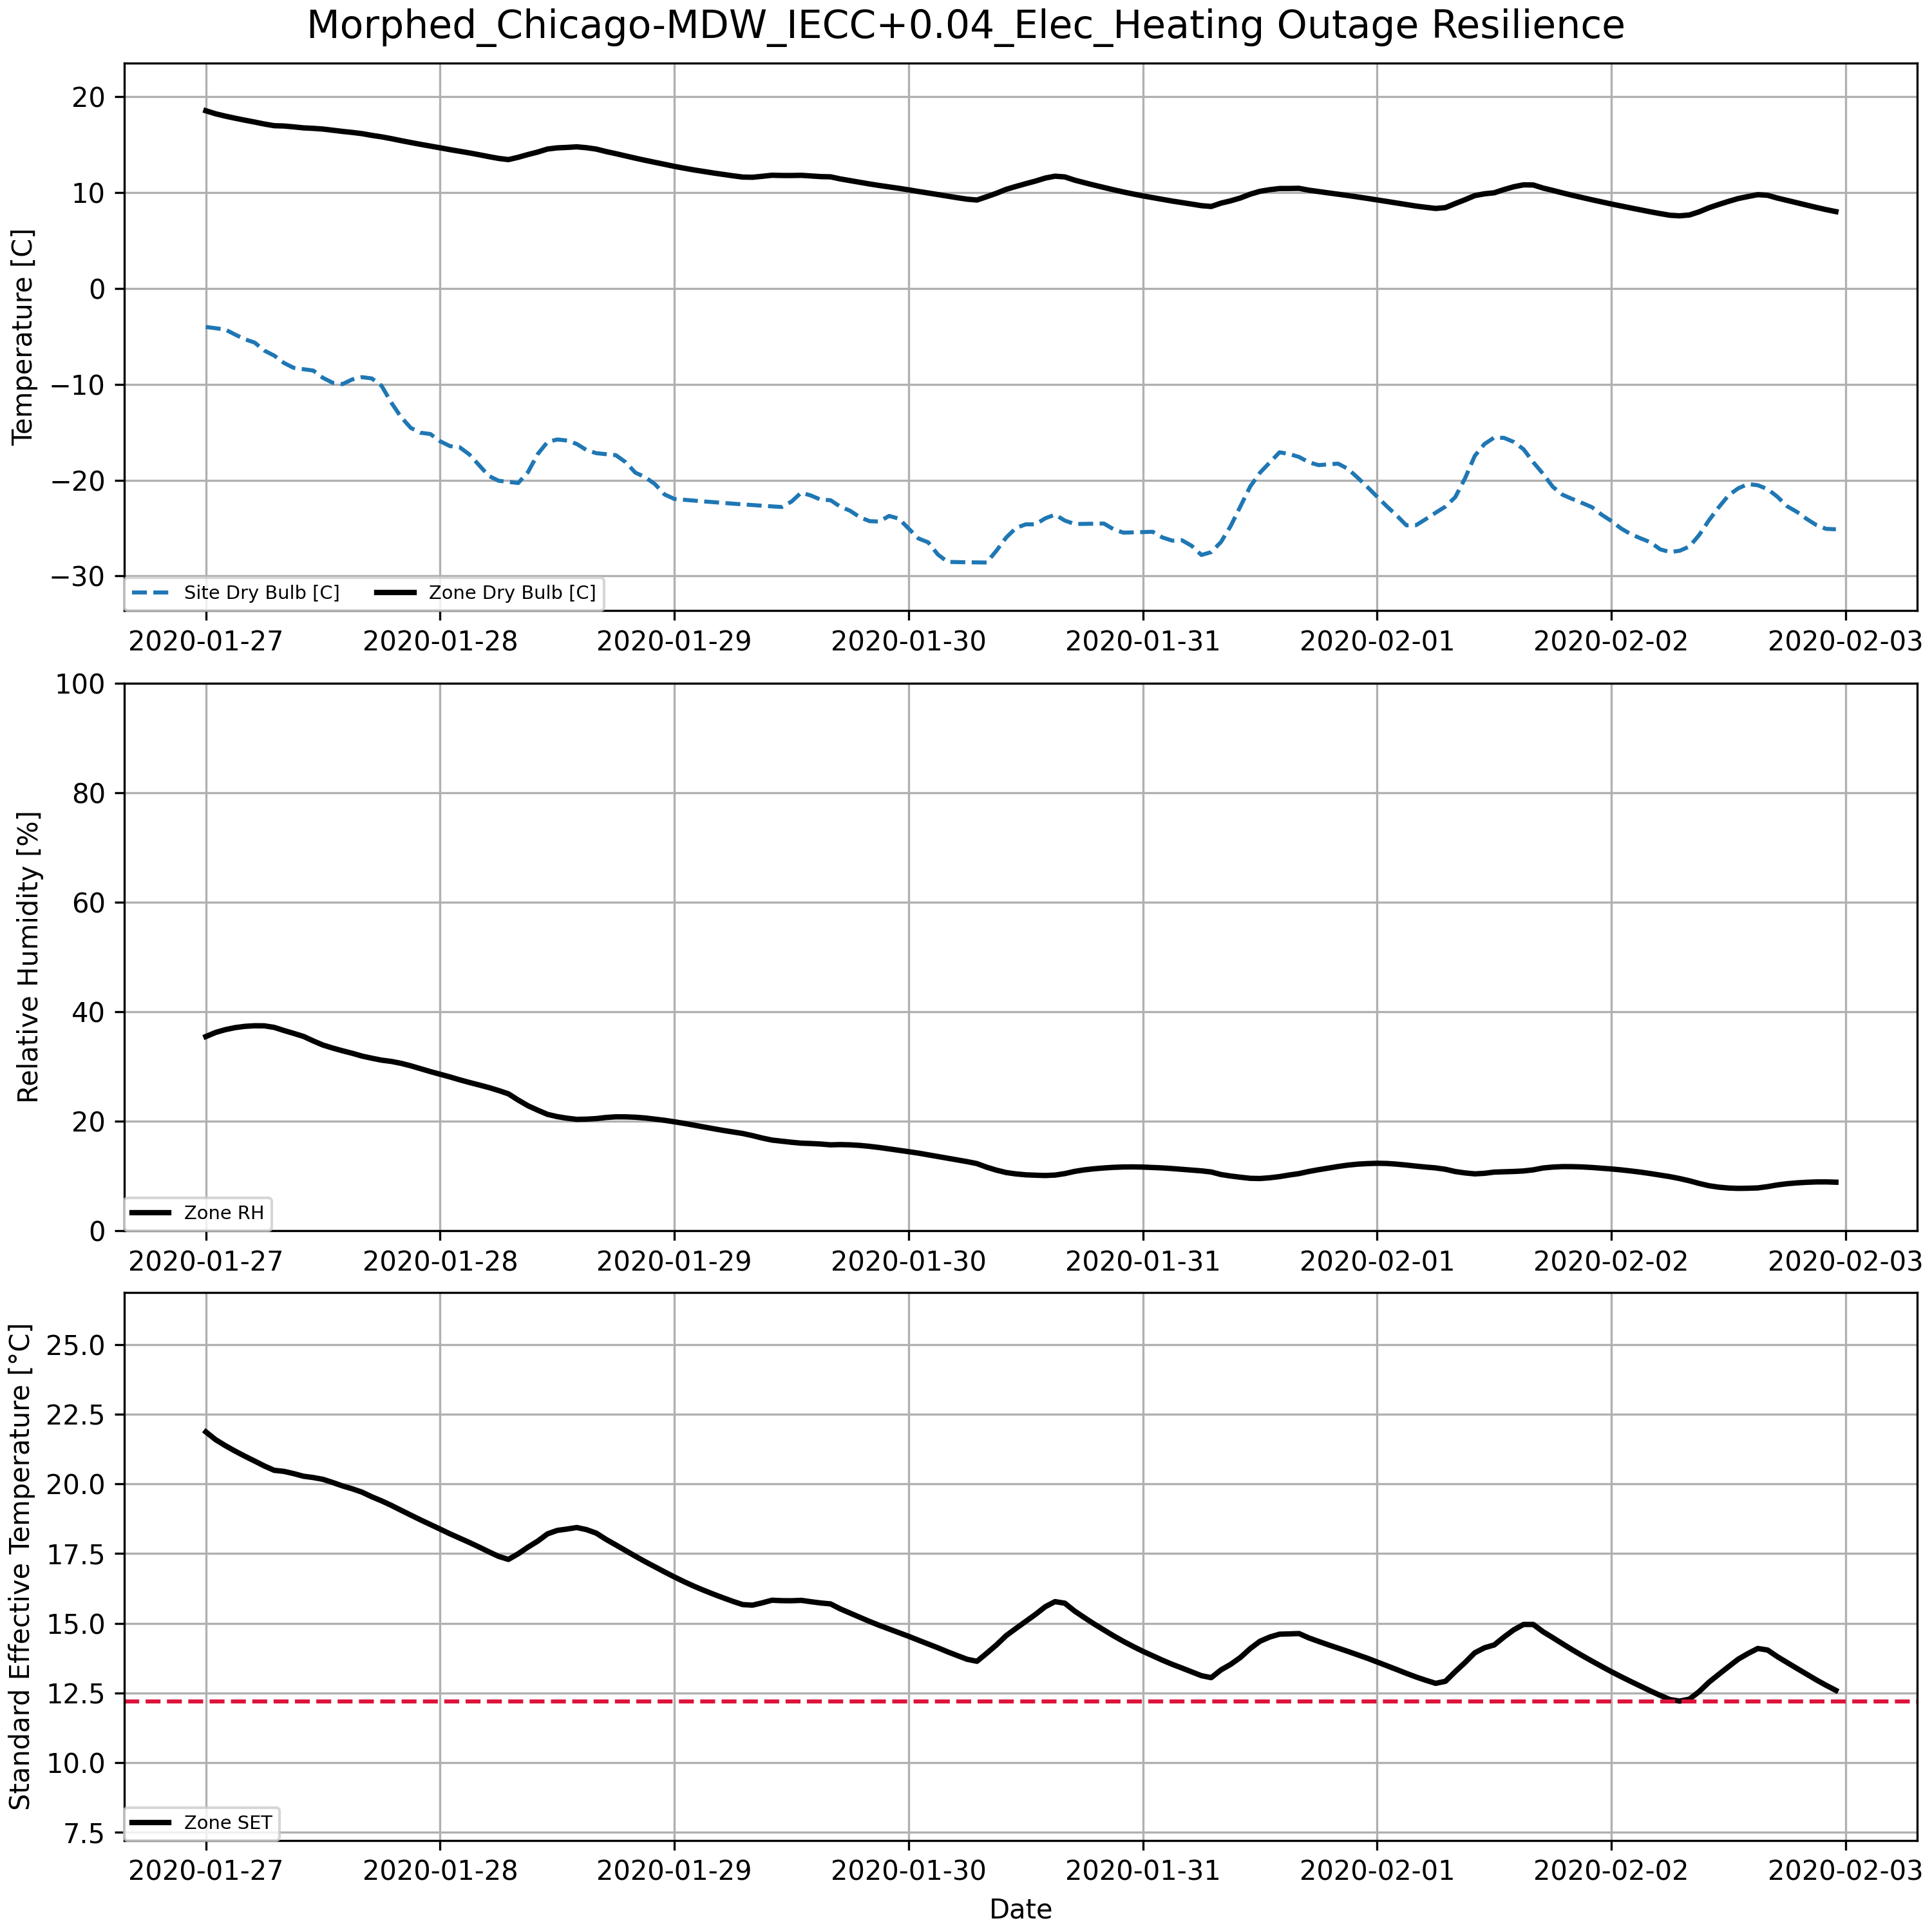 Morphed_Chicago-MDW_IECC+0.04_Elec_Heating Outage Resilience
Temperature [C]
20
10
0
−10
−20
−30
Site Dry Bulb [C] Zone Dry Bulb [C]
2020-01-27 2020-01-28 2020-01-29 2020-01-30 2020-01-31 2020-02-01 2020-02-02 2020-02-03
Relative Humidity [%]
100
80
60
40
20
0
Zone RH
2020-01-27 2020-01-28 2020-01-29 2020-01-30 2020-01-31 2020-02-01 2020-02-02 2020-02-03
Standard Effective Temperature [°C]
25.0
22.5
20.0
17.5
15.0
12.5
10.0
7.5
Zone SET
2020-01-27 2020-01-28 2020-01-29 2020-01-30 2020-01-31 2020-02-01 2020-02-02 2020-02-03
Date